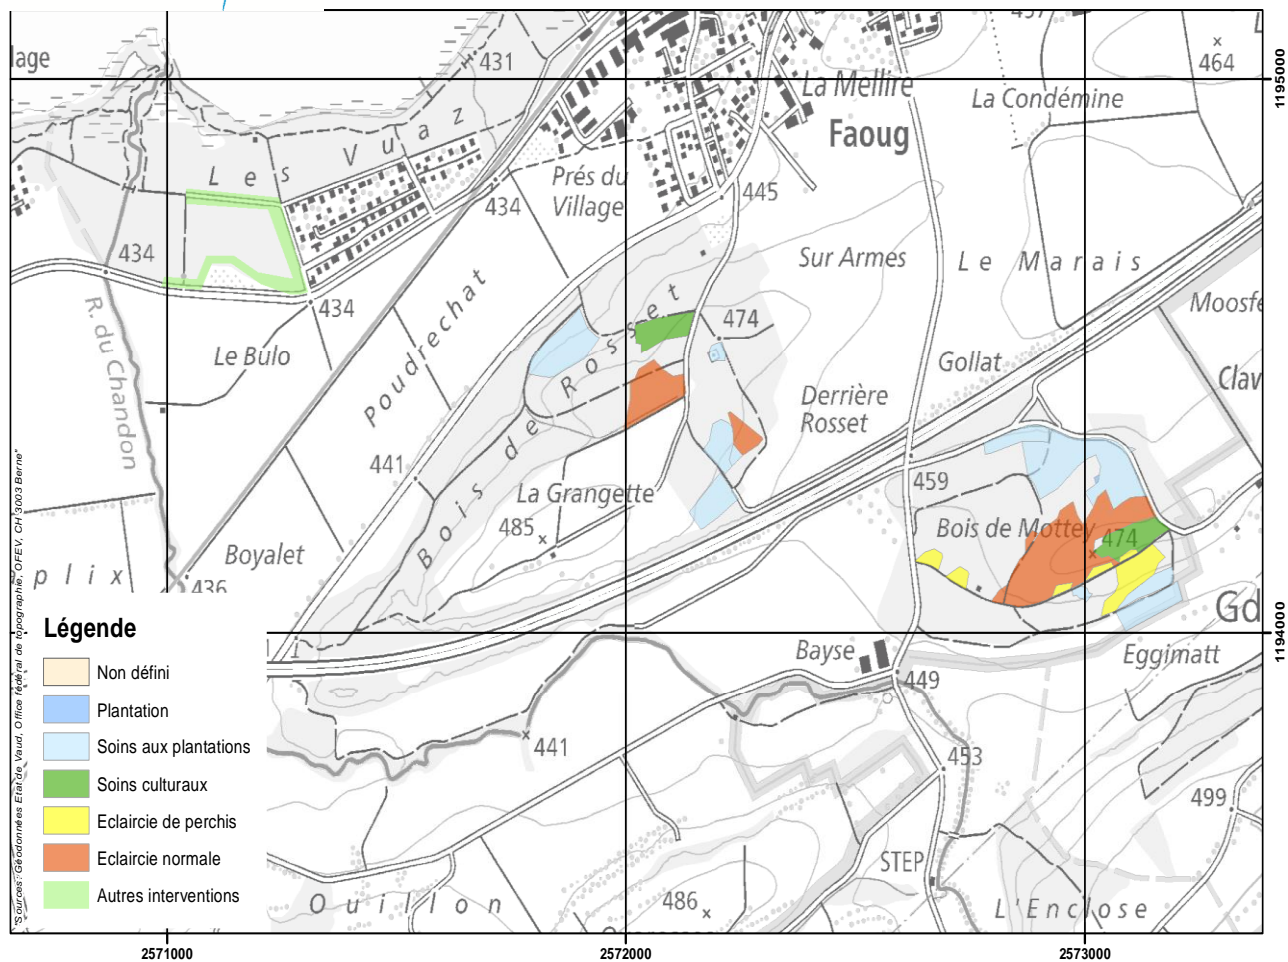 lage
431
La Mellire
La Condémine
464
1195000
Faoug
Les Vuaz
Prés du
Village
434
445
434
Sur Armes
Le Marais
Moosfe
434
R. du Chandon
Le Bulo
Poudrechat
Bois de Rosset
474
Gollat
Clav
Derrière
Rosset
441
La Grangette
485
459
Bois de Mottey
474
Boyalet
436
aplix
Gd
1194000
Bayse
Eggimatt
449
441
453
499
STEP
486
Ouillon
L'Enclose
Légende
Non défini
Plantation
Soins aux plantations
Soins culturaux
Eclaircie de perchis
Eclaircie normale
Autres interventions
"Sources: Géodonnées Etat de Vaud, Office fédéral de topographie, OFEV, CH 3003 Berne"
2571000
2572000
2573000